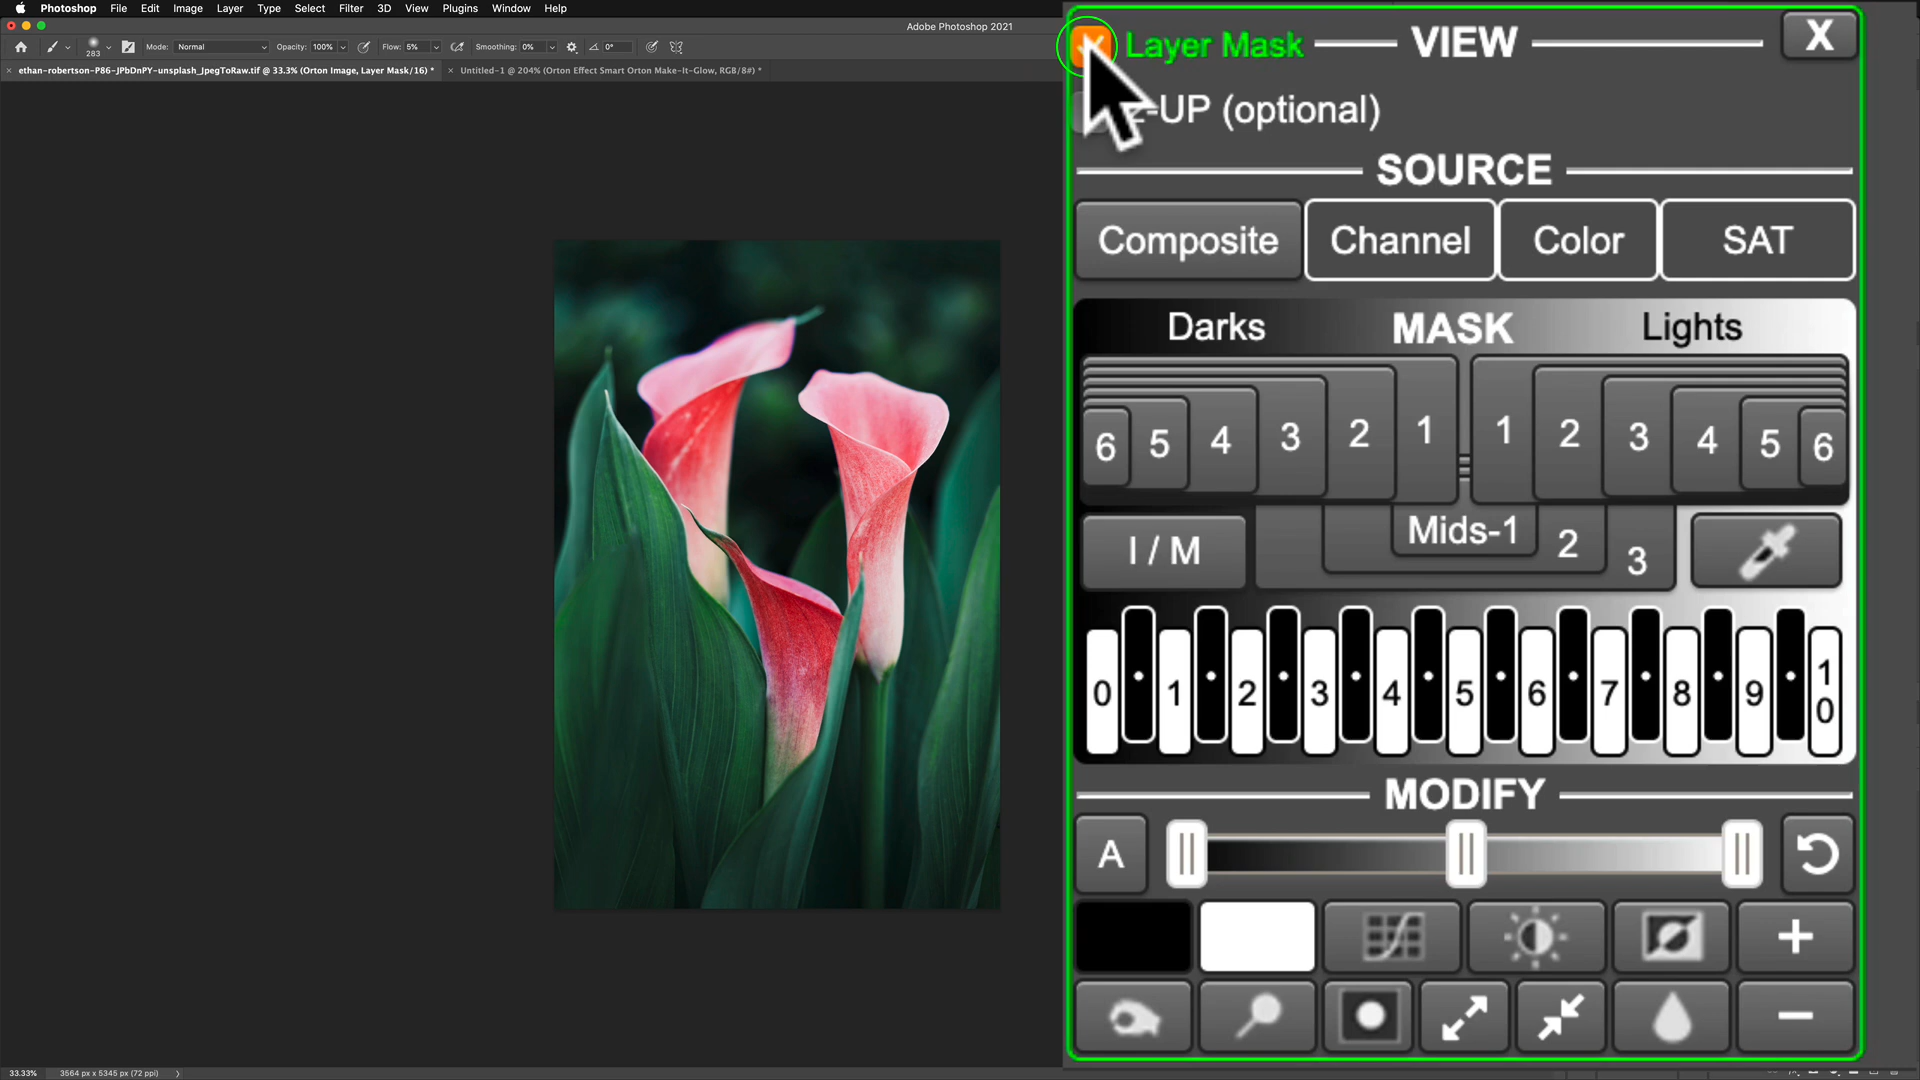 Photoshop File Edit Image Layer Type Select Filter 3D View Plugins Window Help
Adobe Photoshop 2021
283 Mode: Normal Opacity: 100% Flow: 5% Smoothing: 0% 0°
ethan-robertson-P86-JPbDnPY-unsplash_JpegToRaw.tif @ 33.3% (Orton Image, Layer Mask/16) * Untitled-1 @ 204% (Orton Effect Smart Orton Make-It-Glow, RGB/8#) *
Layer Mask VIEW X
2-UP (optional)
SOURCE
Composite Channel Color SAT
Darks MASK Lights
6 5 4 3 2 1 1 2 3 4 5 6
I / M Mids-1 2 3
0 1 2 3 4 5 6 7 8 9 10
MODIFY
A
+
−
33.33% 3564 px x 5345 px (72 ppi)